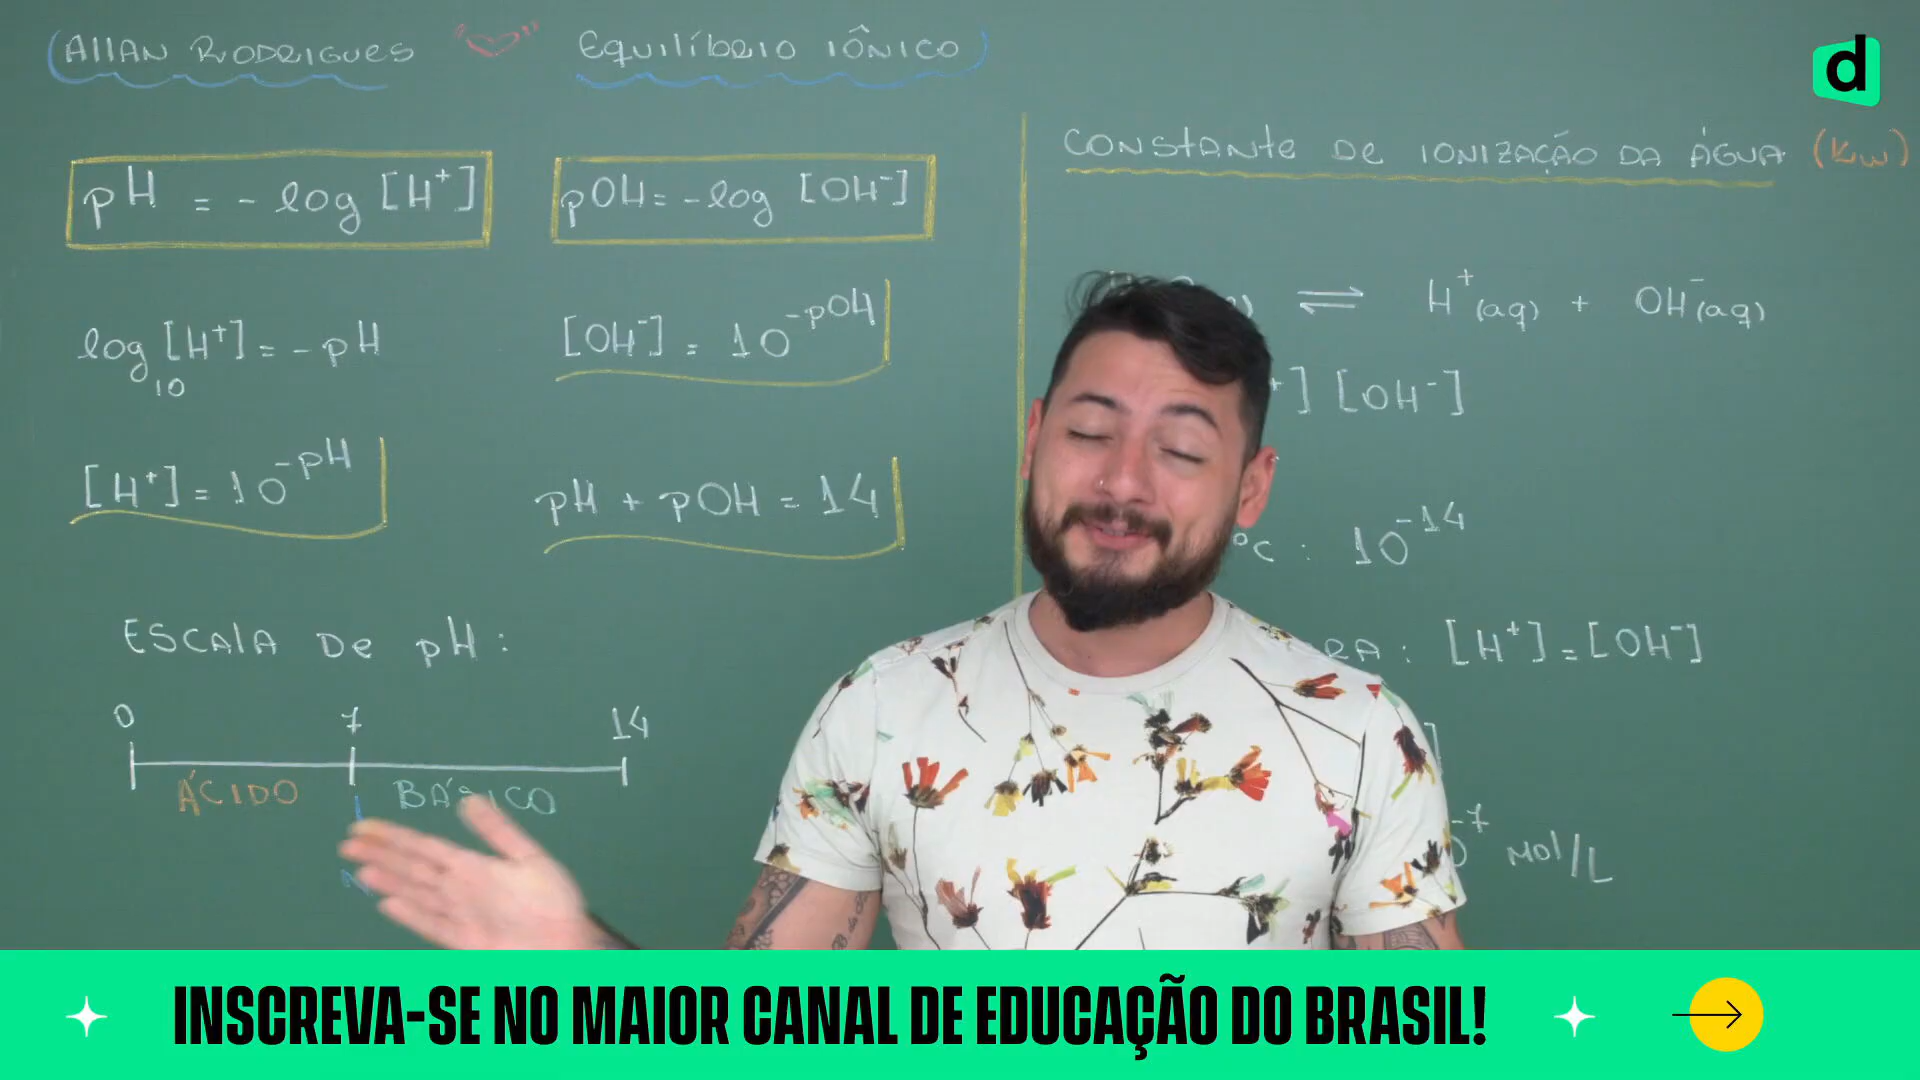 Allan Rodrigues Equilíbrio iônico
d
pH = - log [H⁺]
pOH = - log [OH⁻]
log₁₀ [H⁺] = - pH
[OH⁻] = 10⁻ᵖᴼᴴ
[H⁺] = 10⁻ᵖᴴ
pH + pOH = 14
ESCALA De pH :
0 7 14
ÁCIDO BÁSICO
CONSTANTE DE IONIZAÇÃO DA ÁGUA (Kw)
⇌ H⁺(aq) + OH⁻(aq)
] [OH⁻]
°C : 10⁻¹⁴
: [H⁺] = [OH⁻]
⁻⁷ mol/L
INSCREVA-SE NO MAIOR CANAL DE EDUCAÇÃO DO BRASIL!